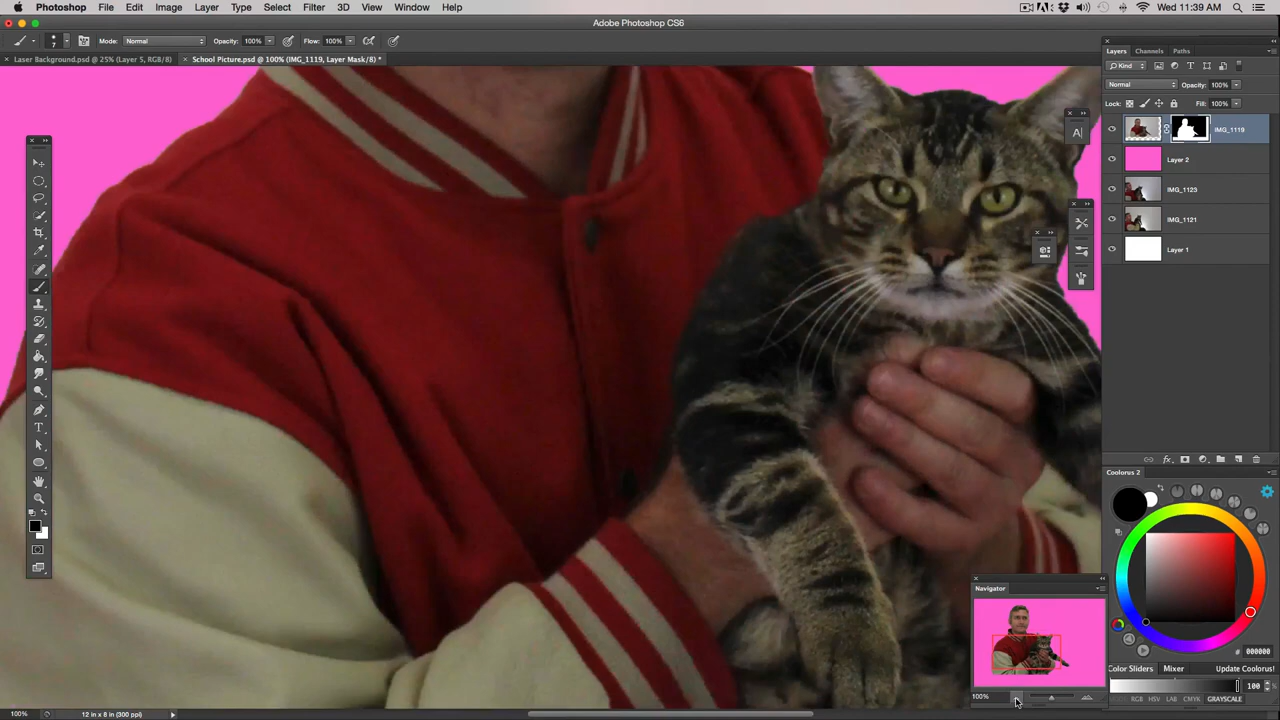 Photoshop File Edit Image Layer Type Select Filter 3D View Window Help Wed 11:39 AM
Adobe Photoshop CS6
7 Mode: Normal Opacity: 100% Flow: 100%
Laser Background.psd @ 25% (Layer 5, RGB/8) School Picture.psd @ 100% (IMG_1119, Layer Mask/8) *
Layers Channels Paths
Kind
Normal Opacity: 100%
Lock: Fill: 100%
IMG_1119
Layer 2
IMG_1123
IMG_1121
Layer 1
Coolorus 2
Navigator
100%
# 000000
Color Sliders Mixer Update Coolorus!
100
RGB HSV LAB CMYK GRAYSCALE
100% 12 in x 8 in (300 ppi)